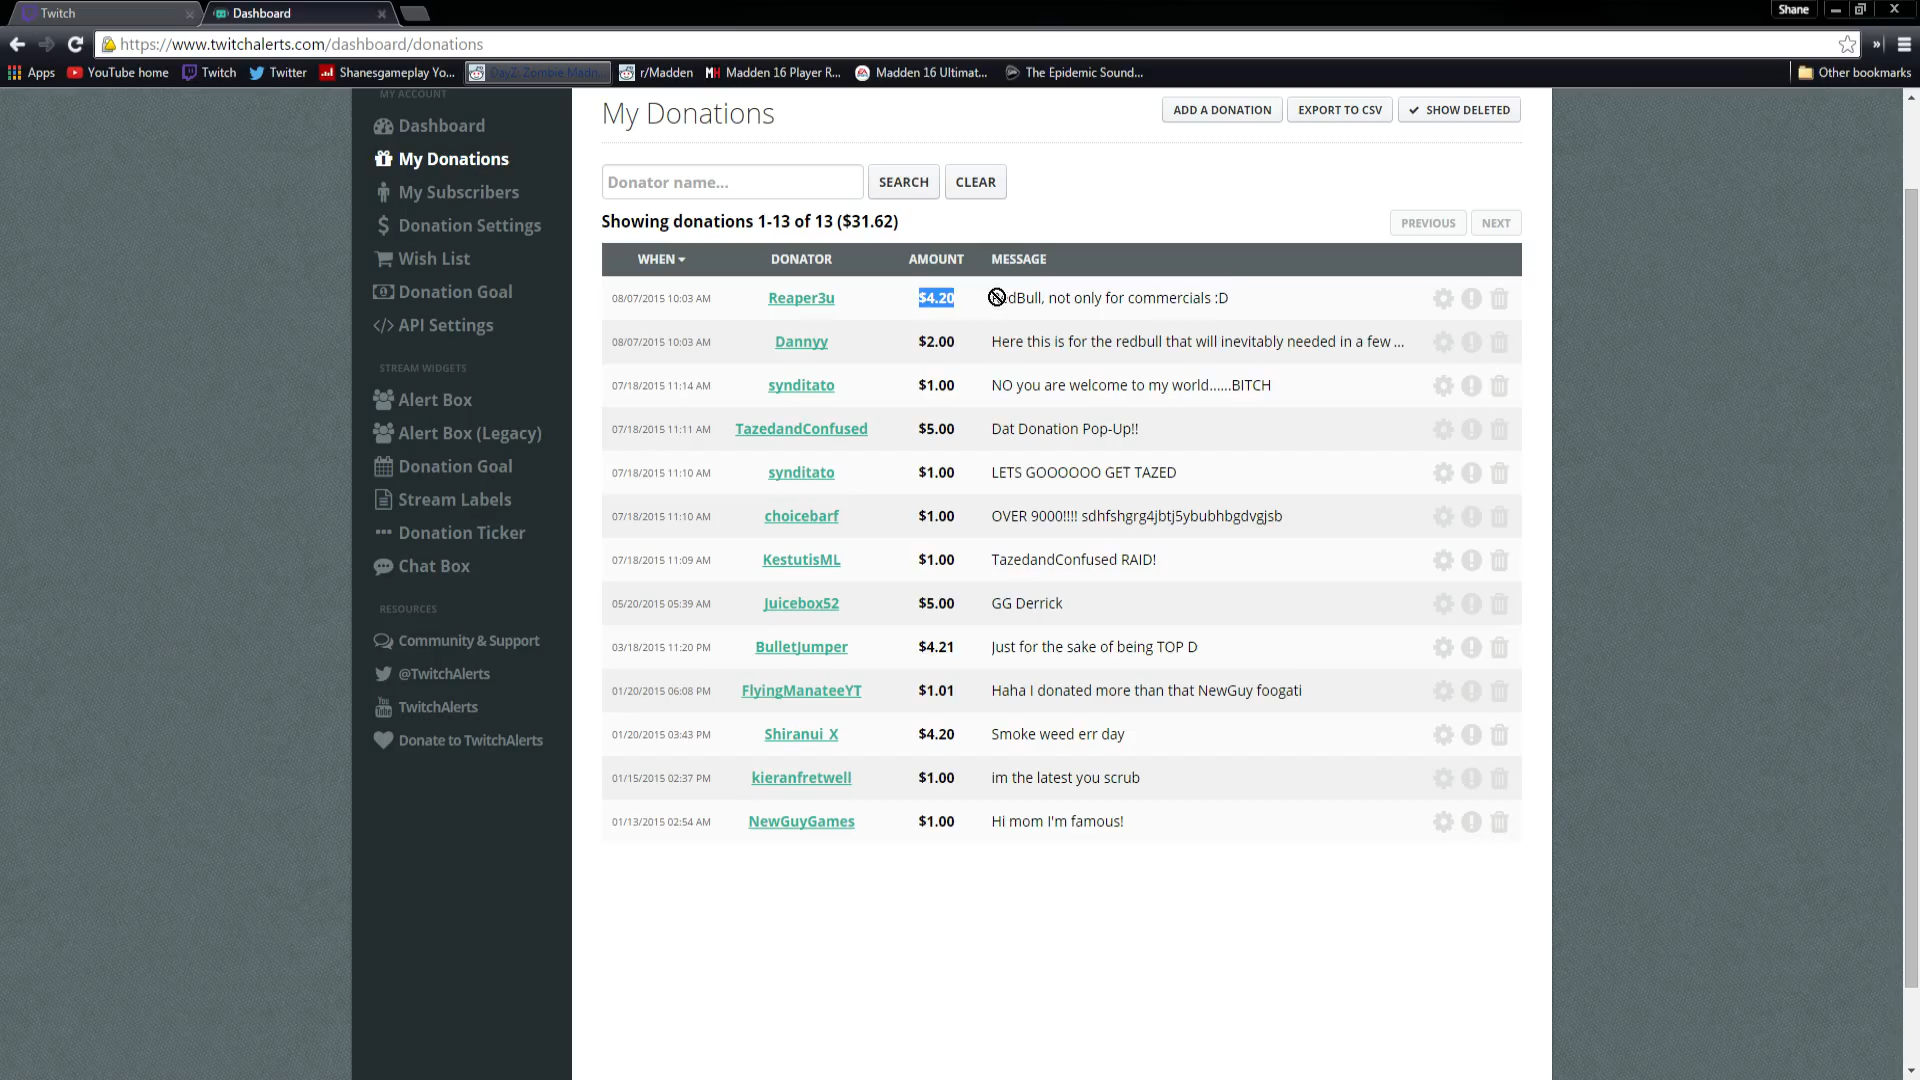 Twitch
Dashboard
Shane
https://www.twitchalerts.com/dashboard/donations
Apps YouTube home Twitch Twitter Shanesgameplay Yo... DayZ: Zombie Madn... r/Madden Madden 16 Player R... Madden 16 Ultimat... The Epidemic Sound... Other bookmarks
MY ACCOUNT
Dashboard
My Donations
My Subscribers
Donation Settings
Wish List
Donation Goal
API Settings
STREAM WIDGETS
Alert Box
Alert Box (Legacy)
Donation Goal
Stream Labels
Donation Ticker
Chat Box
RESOURCES
Community & Support
@TwitchAlerts
TwitchAlerts
Donate to TwitchAlerts
My Donations
ADD A DONATION EXPORT TO CSV SHOW DELETED
Donator name... SEARCH CLEAR
Showing donations 1-13 of 13 ($31.62) PREVIOUS NEXT
WHEN DONATOR AMOUNT MESSAGE
08/07/2015 10:03 AM Reaper3u $4.20 not only for commercials :D
08/07/2015 10:03 AM Dannyy $2.00 Here this is for the redbull that will inevitably needed in a few ...
07/18/2015 11:14 AM synditato $1.00 NO you are welcome to my world......BITCH
07/18/2015 11:11 AM TazedandConfused $5.00 Dat Donation Pop-Up!!
07/18/2015 11:10 AM synditato $1.00 LETS GOOOOOO GET TAZED
07/18/2015 11:10 AM choicebarf $1.00 OVER 9000!!!! sdhfshgrg4jbtj5ybubhbgdvgjsb
07/18/2015 11:09 AM KestutisML $1.00 TazedandConfused RAID!
05/20/2015 05:39 AM Juicebox52 $5.00 GG Derrick
03/18/2015 11:20 PM BulletJumper $4.21 Just for the sake of being TOP D
01/20/2015 06:08 PM FlyingManateeYT $1.01 Haha I donated more than that NewGuy foogati
01/20/2015 03:43 PM Shiranui_X $4.20 Smoke weed err day
01/15/2015 02:37 PM kieranfretwell $1.00 im the latest you scrub
01/13/2015 02:54 AM NewGuyGames $1.00 Hi mom I'm famous!